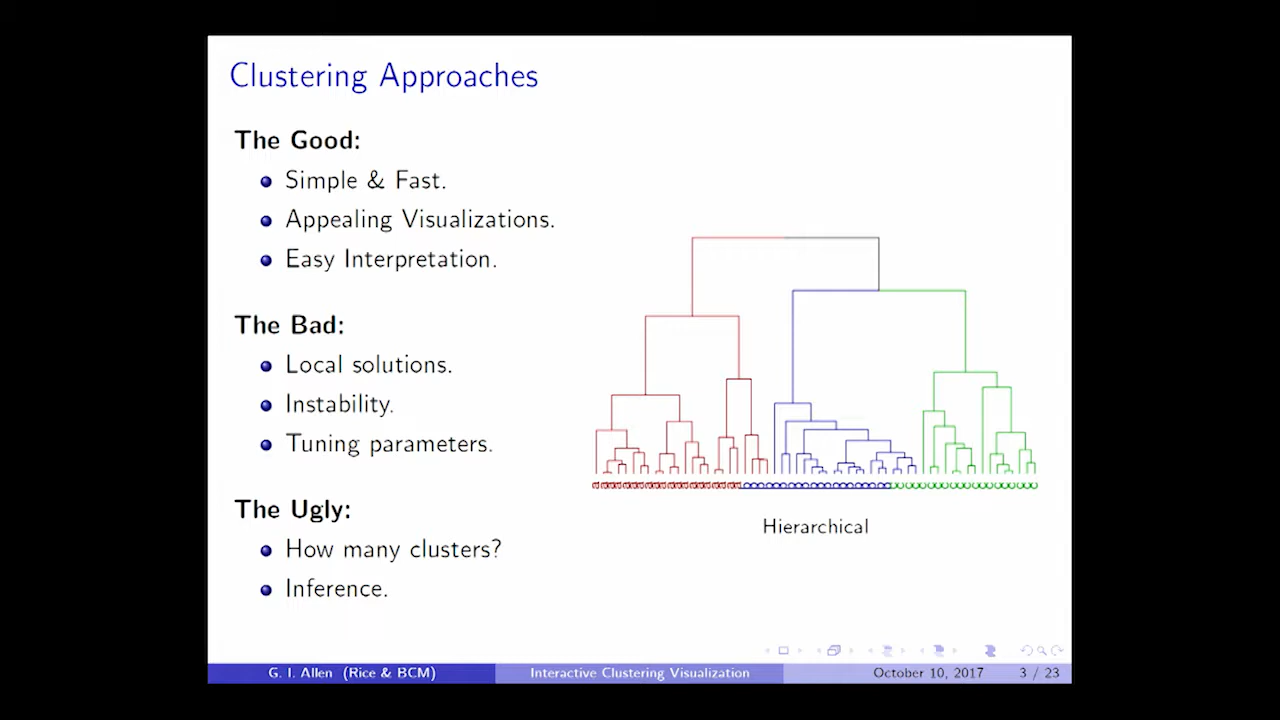 Clustering Approaches
The Good:
Simple & Fast.
Appealing Visualizations.
Easy Interpretation.
The Bad:
Local solutions.
Instability.
Tuning parameters.
The Ugly:
How many clusters?
Inference.
Hierarchical
G. I. Allen (Rice & BCM)
Interactive Clustering Visualization
October 10, 2017
3 / 23